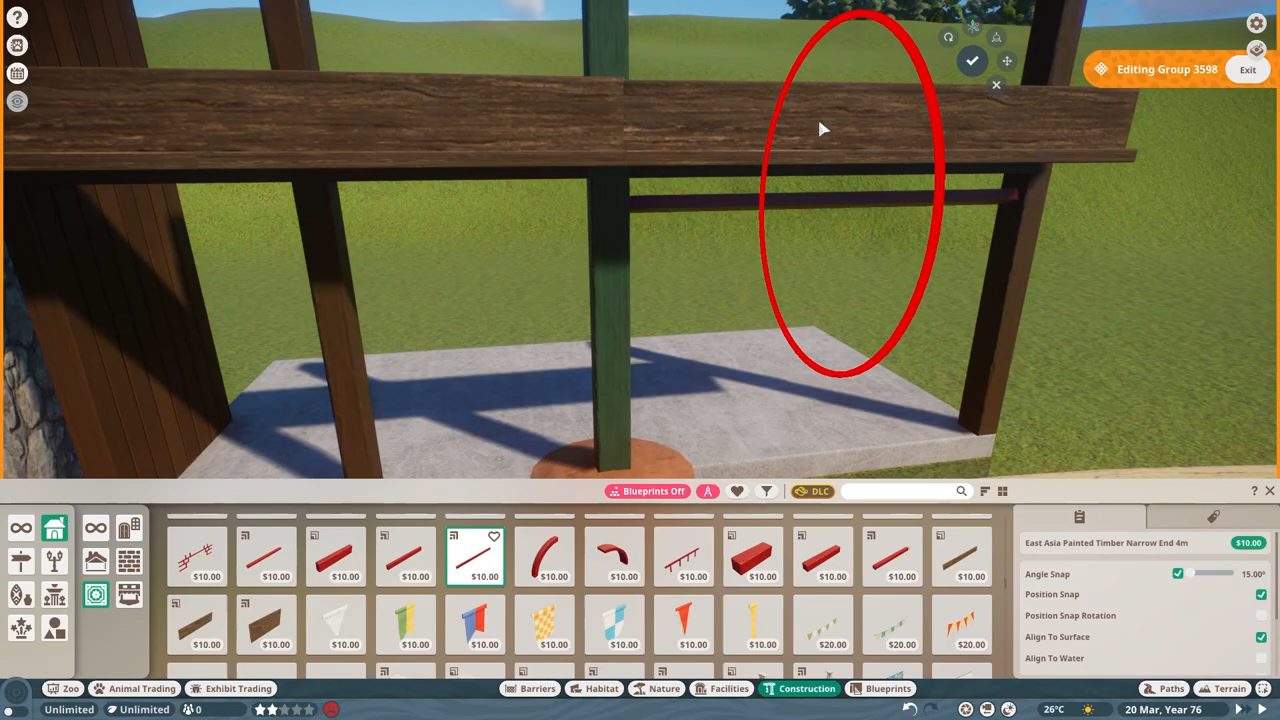 ?
Editing Group 3598
Exit
Blueprints Off
DLC
?
East Asia Painted Timber Narrow End 4m
$10.00
Angle Snap
15.00°
Position Snap
Position Snap Rotation
Align To Surface
Align To Water
$10.00 $10.00 $10.00 $10.00 $10.00 $10.00 $10.00 $10.00 $10.00 $10.00 $10.00 $10.00
$10.00 $10.00 $10.00 $10.00 $10.00 $10.00 $10.00 $10.00 $10.00 $20.00 $20.00 $20.00
Zoo
Animal Trading
Exhibit Trading
Barriers
Habitat
Nature
Facilities
Construction
Blueprints
Paths
Terrain
Unlimited
Unlimited
0
26°C
20 Mar, Year 76